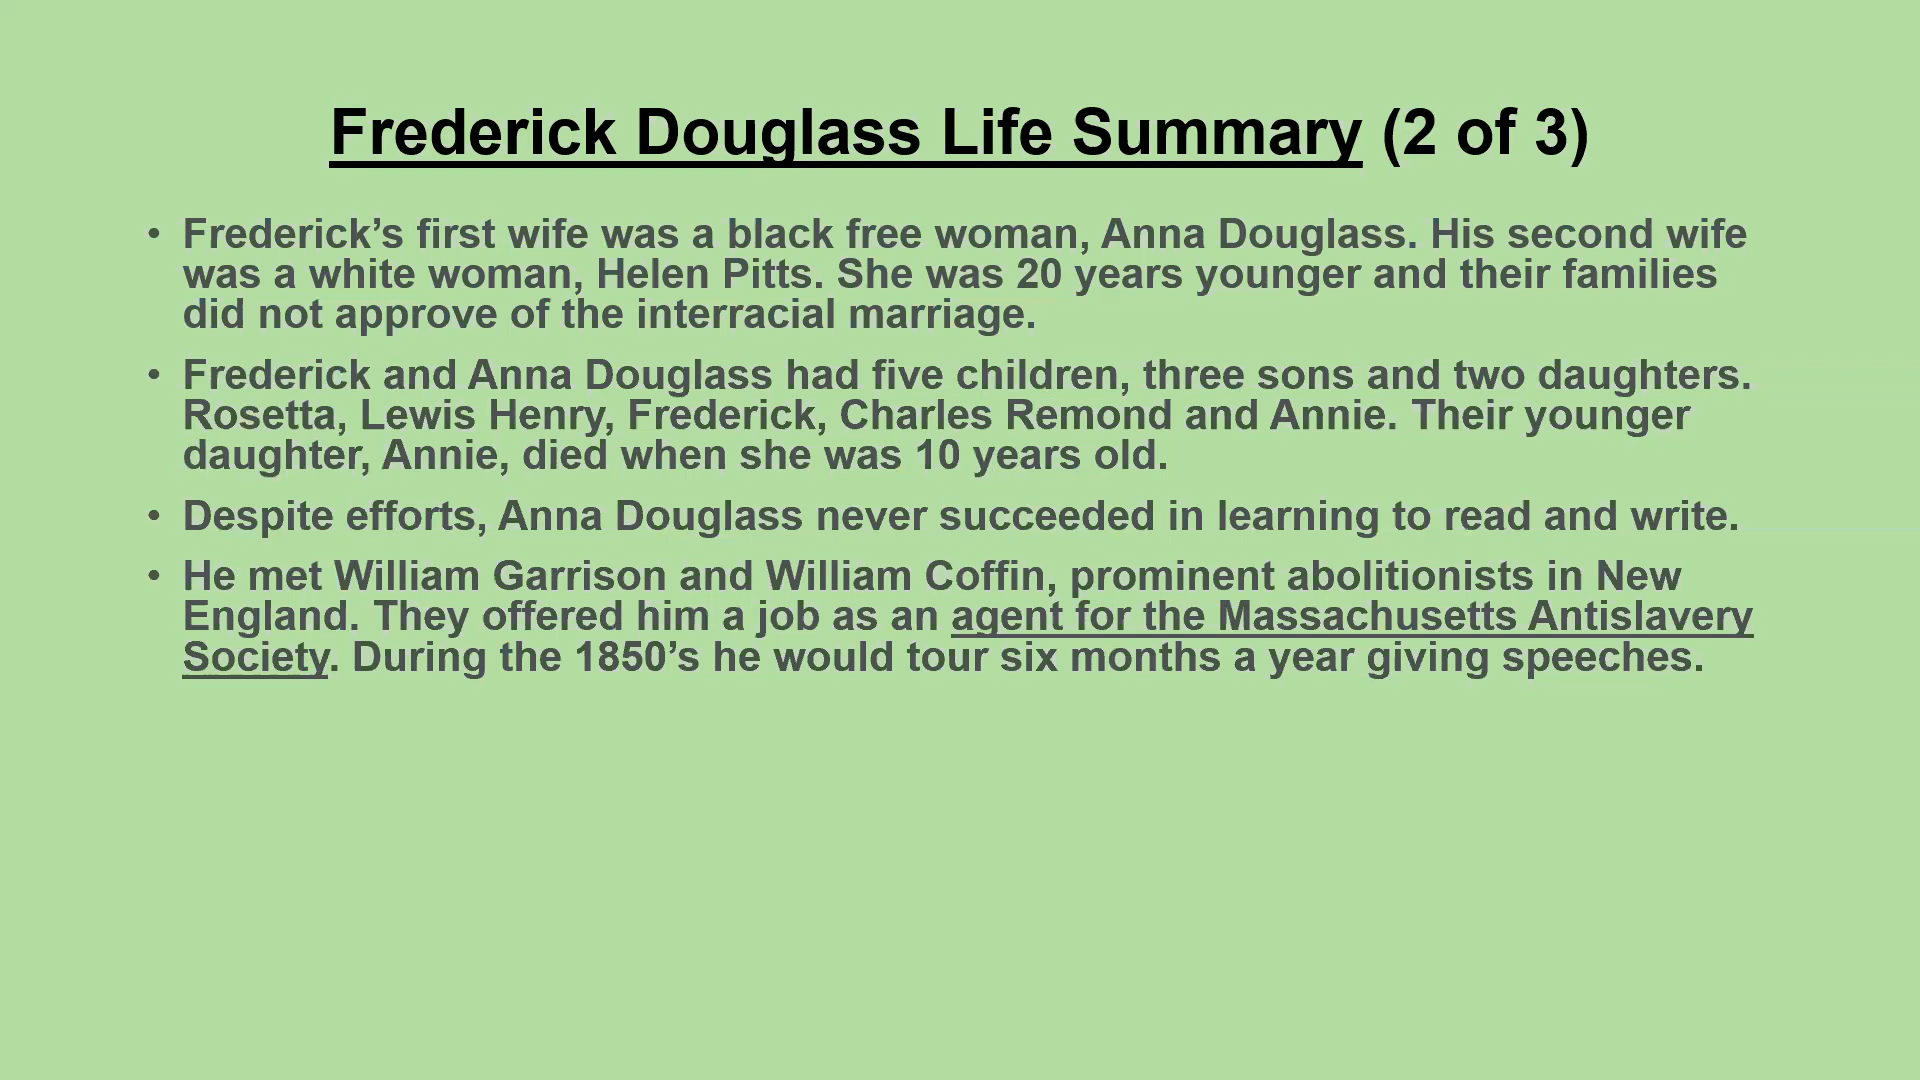 Frederick Douglass Life Summary (2 of 3)
• Frederick’s first wife was a black free woman, Anna Douglass. His second wife
was a white woman, Helen Pitts. She was 20 years younger and their families
did not approve of the interracial marriage.
• Frederick and Anna Douglass had five children, three sons and two daughters.
Rosetta, Lewis Henry, Frederick, Charles Remond and Annie. Their younger
daughter, Annie, died when she was 10 years old.
• Despite efforts, Anna Douglass never succeeded in learning to read and write.
• He met William Garrison and William Coffin, prominent abolitionists in New
England. They offered him a job as an agent for the Massachusetts Antislavery
Society. During the 1850’s he would tour six months a year giving speeches.